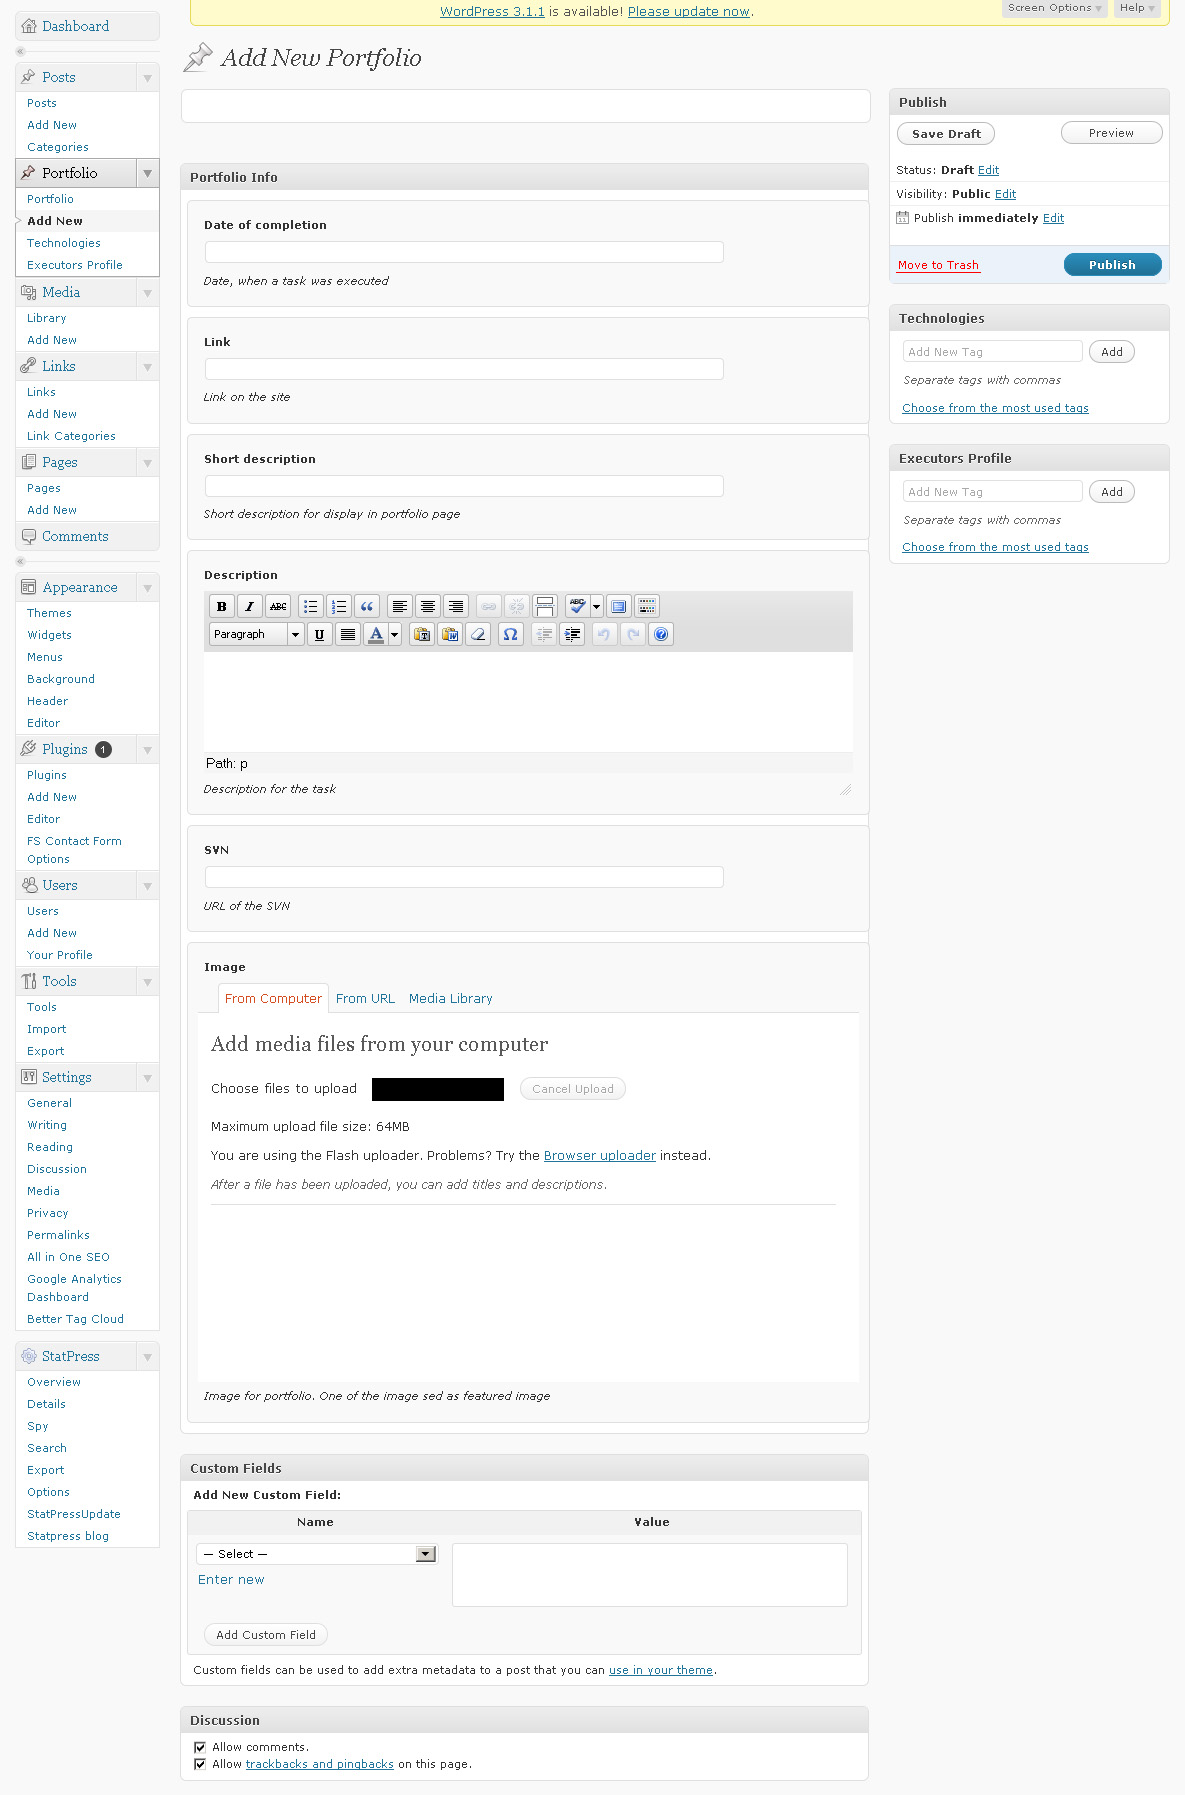 WordPress 3.1.1 is available! Please update now.
Screen Options
Help
Dashboard
Posts
Posts
Add New
Categories
Portfolio
Portfolio
Add New
Technologies
Executors Profile
Media
Library
Add New
Links
Links
Add New
Link Categories
Pages
Pages
Add New
Comments
Appearance
Themes
Widgets
Menus
Background
Header
Editor
Plugins 1
Plugins
Add New
Editor
FS Contact Form
Options
Users
Users
Add New
Your Profile
Tools
Tools
Import
Export
Settings
General
Writing
Reading
Discussion
Media
Privacy
Permalinks
All in One SEO
Google Analytics
Dashboard
Better Tag Cloud
StatPress
Overview
Details
Spy
Search
Export
Options
StatPressUpdate
Statpress blog
Add New Portfolio
Portfolio Info
Date of completion
Date, when a task was executed
Link
Link on the site
Short description
Short description for display in portfolio page
Description
B I ABC ABC
Paragraph U A
Path: p
Description for the task
SVN
URL of the SVN
Image
From Computer From URL Media Library
Add media files from your computer
Choose files to upload Cancel Upload
Maximum upload file size: 64MB
You are using the Flash uploader. Problems? Try the Browser uploader instead.
After a file has been uploaded, you can add titles and descriptions.
Image for portfolio. One of the image sed as featured image
Custom Fields
Add New Custom Field:
Name Value
— Select —
Enter new
Add Custom Field
Custom fields can be used to add extra metadata to a post that you can use in your theme.
Discussion
Allow comments.
Allow trackbacks and pingbacks on this page.
Publish
Save Draft Preview
Status: Draft Edit
Visibility: Public Edit
Publish immediately Edit
Move to Trash Publish
Technologies
Add New Tag Add
Separate tags with commas
Choose from the most used tags
Executors Profile
Add New Tag Add
Separate tags with commas
Choose from the most used tags